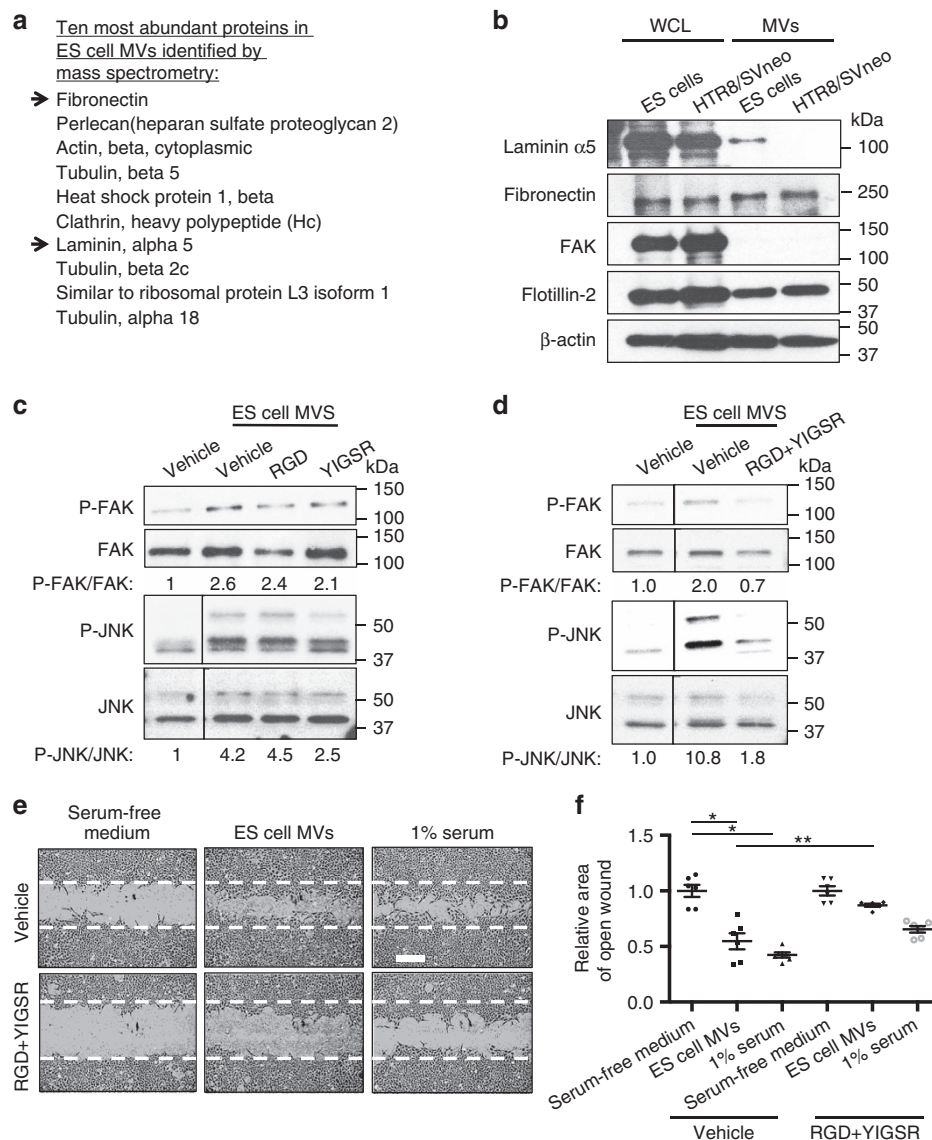 a
Ten most abundant proteins in
ES cell MVs identified by
mass spectrometry:
Fibronectin
Perlecan(heparan sulfate proteoglycan 2)
Actin, beta, cytoplasmic
Tubulin, beta 5
Heat shock protein 1, beta
Clathrin, heavy polypeptide (Hc)
Laminin, alpha 5
Tubulin, beta 2c
Similar to ribosomal protein L3 isoform 1
Tubulin, alpha 18
b
WCL MVs
ES cells HTR8/SVneo ES cells HTR8/SVneo
kDa
Laminin α5 100
Fibronectin 250
FAK 150
100
Flotillin-2 50
37
β-actin 50
37
c
ES cell MVS
Vehicle Vehicle RGD YIGSR
kDa
P-FAK 150
100
FAK 150
100
P-FAK/FAK: 1 2.6 2.4 2.1
P-JNK 50
37
JNK 50
37
P-JNK/JNK: 1 4.2 4.5 2.5
d
ES cell MVS
Vehicle Vehicle RGD+YIGSR
kDa
P-FAK 150
100
FAK 150
100
P-FAK/FAK: 1.0 2.0 0.7
P-JNK 50
37
JNK 50
37
P-JNK/JNK: 1.0 10.8 1.8
e
Serum-free
medium
ES cell MVs
1% serum
Vehicle
RGD+YIGSR
f
*
*
**
Relative area
of open wound
1.5
1.0
0.5
0.0
Serum-free medium
ES cell MVs
1% serum
Serum-free medium
ES cell MVs
1% serum
Vehicle
RGD+YIGSR